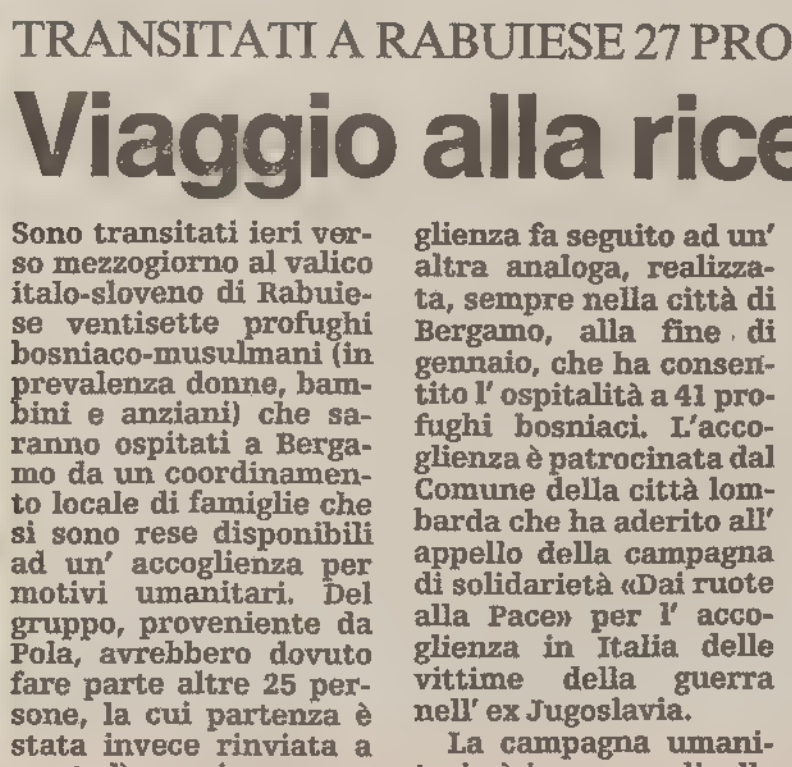 TRANSITATI A RABUIESE 27 PRO
Viaggio alla rice
Sono transitati ieri ver-
so mezzogiorno al valico
italo-sloveno di Rabuie-
se ventisette profughi
bosniaco-musulmani (in
prevalenza donne, bam-
bini e anziani) che sa-
ranno ospitati a Berga-
mo da un coordinamen-
to locale di famiglie che
si sono rese disponibili
ad un' accoglienza per
motivi umanitari. Del
gruppo, proveniente da
Pola, avrebbero dovuto
fare parte altre 25 per-
sone, la cui partenza è
stata invece rinviata a
glienza fa seguito ad un'
altra analoga, realizza-
ta, sempre nella città di
Bergamo, alla fine di
gennaio, che ha consen-
tito l' ospitalità a 41 pro-
fughi bosniaci. L'acco-
glienza è patrocinata dal
Comune della città lom-
barda che ha aderito all'
appello della campagna
di solidarietà «Dai ruote
alla Pace» per l' acco-
glienza in Italia delle
vittime della guerra
nell' ex Jugoslavia.
La campagna umani-